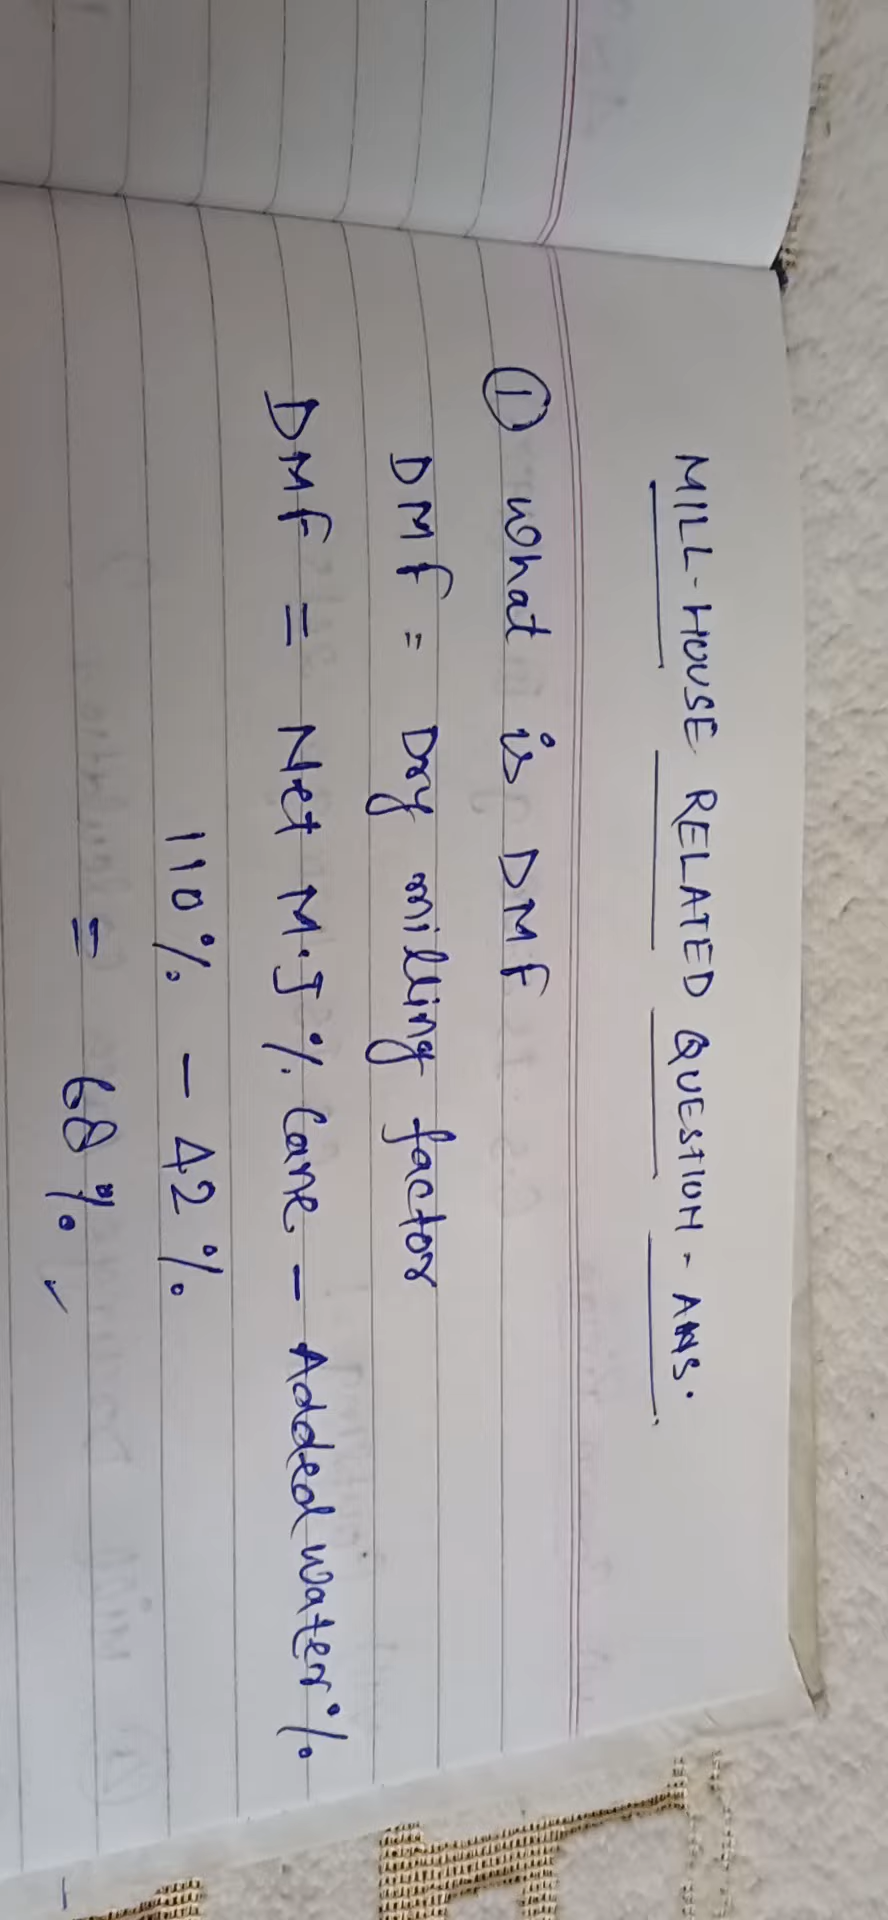 MILL-HOUSE RELATED QUESTION - ANS.
① What is DMF
DMF = Dry milling factor
DMF = Net M.J % Cane - Added water %
110% - 42%
= 68%